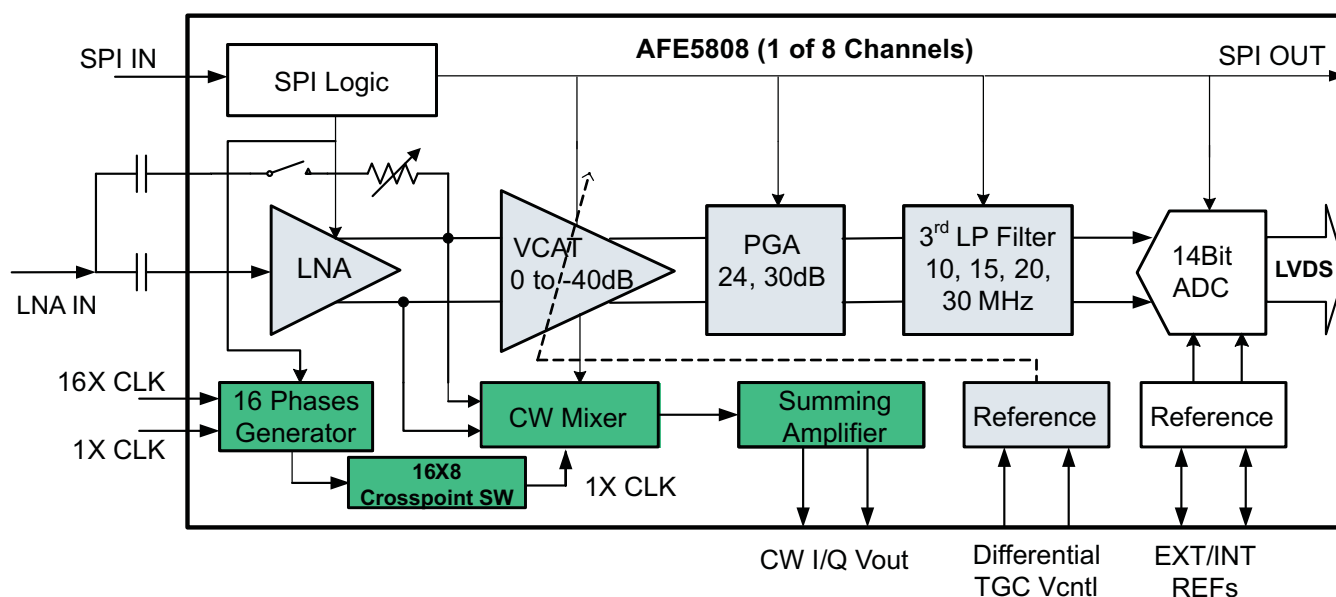 AFE5808 (1 of 8 Channels)
SPI IN
SPI Logic
SPI OUT
LNA IN
LNA
VCAT
0 to -40dB
PGA
24, 30dB
3rd LP Filter
10, 15, 20,
30 MHz
14Bit
ADC
LVDS
16X CLK
1X CLK
16 Phases
Generator
CW Mixer
Summing
Amplifier
Reference
Reference
16X8
Crosspoint SW
1X CLK
CW I/Q Vout
Differential
TGC Vcntl
EXT/INT
REFs